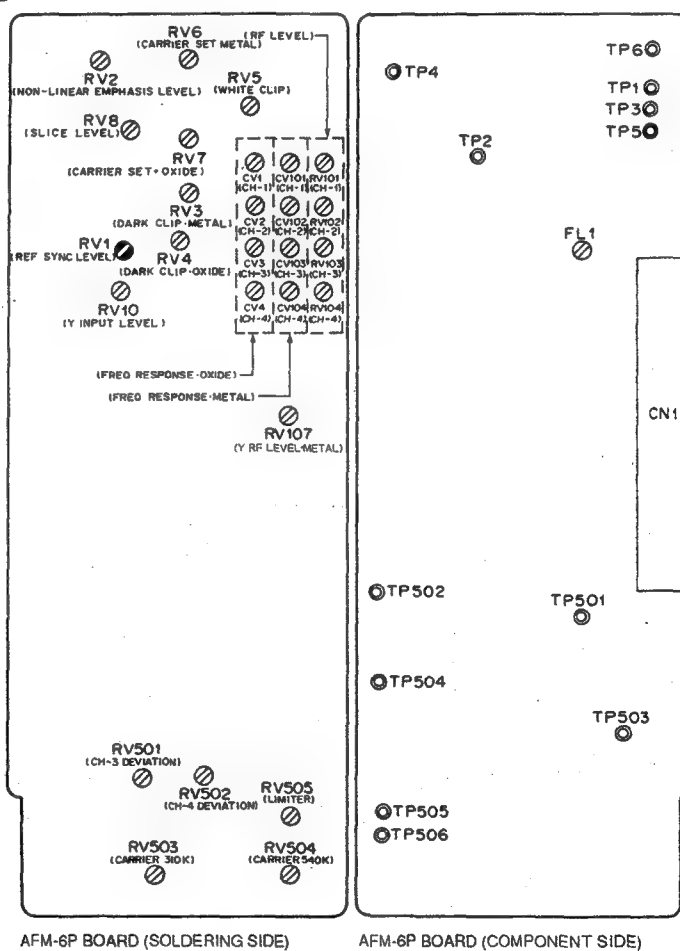 RV6
(CARRIER SET METAL)
(RF LEVEL)
RV2
(NON-LINEAR EMPHASIS LEVEL)
RV5
(WHITE CLIP)
RV8
(SLICE LEVEL)
RV7
(CARRIER SET·OXIDE)
CV1
(CH-1)
CV101
(CH-1)
RV101
(CH-1)
RV3
(DARK CLIP·METAL)
CV2
(CH-2)
CV102
(CH-2)
RV102
(CH-2)
RV1
(REF SYNC LEVEL)
RV4
(DARK CLIP·OXIDE)
CV3
(CH-3)
CV103
(CH-3)
RV103
(CH-3)
RV10
(Y INPUT LEVEL)
CV4
(CH-4)
CV104
(CH-4)
RV104
(CH-4)
(FREQ RESPONSE·OXIDE)
(FREQ RESPONSE·METAL)
RV107
(Y RF LEVEL·METAL)
RV501
(CH-3 DEVIATION)
RV502
(CH-4 DEVIATION)
RV505
(LIMITER)
RV503
(CARRIER 310K)
RV504
(CARRIER 540K)
AFM-6P BOARD (SOLDERING SIDE)
TP6
TP4
TP1
TP3
TP5
TP2
FL1
CN1
TP502
TP501
TP504
TP503
TP505
TP506
AFM-6P BOARD (COMPONENT SIDE)